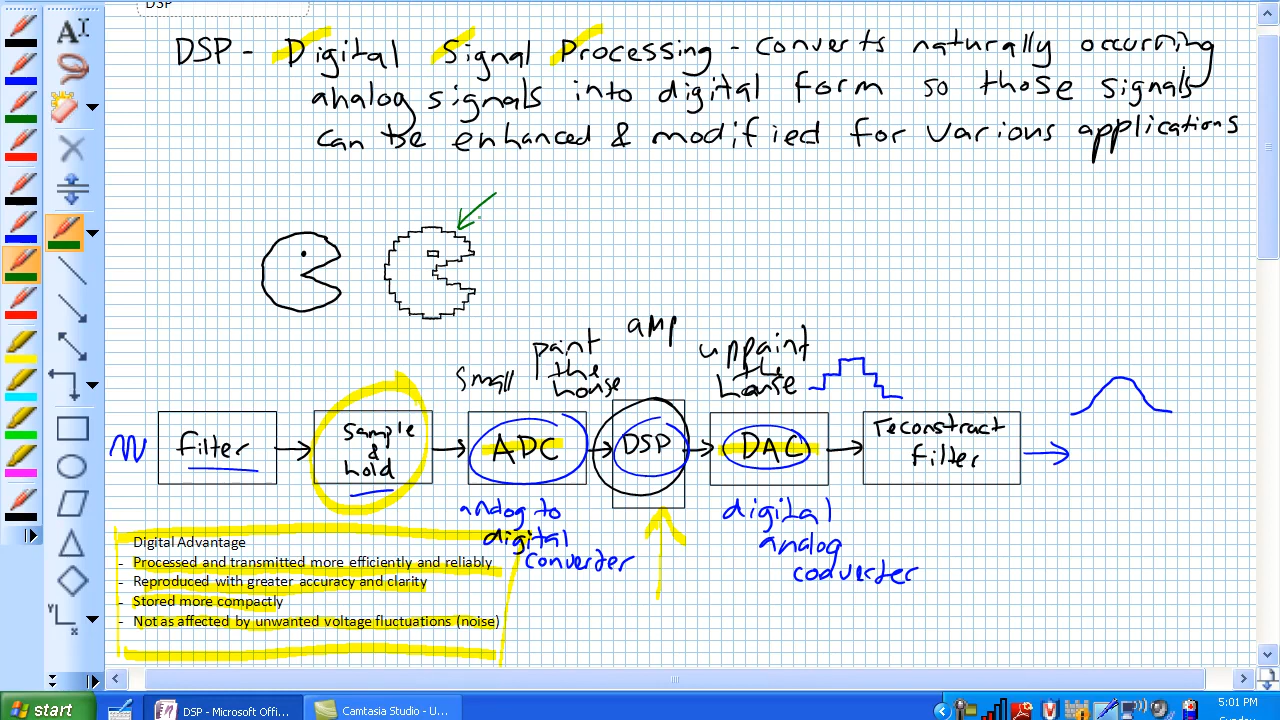 DSP
DSP - Digital Signal Processing - converts naturally occurring
analog signals into digital form so those signals
can be enhanced & modified for various applications
amp
small
paint
the
house
unpaint
the
house
filter
sample
&
hold
ADC
DSP
DAC
reconstruct
filter
analog to
digital
converter
digital
analog
converter
Digital Advantage
- Processed and transmitted more efficiently and reliably
- Reproduced with greater accuracy and clarity
- Stored more compactly
- Not as affected by unwanted voltage fluctuations (noise)
start
DSP - Microsoft Offi...
Camtasia Studio - U...
5:01 PM
Sunday